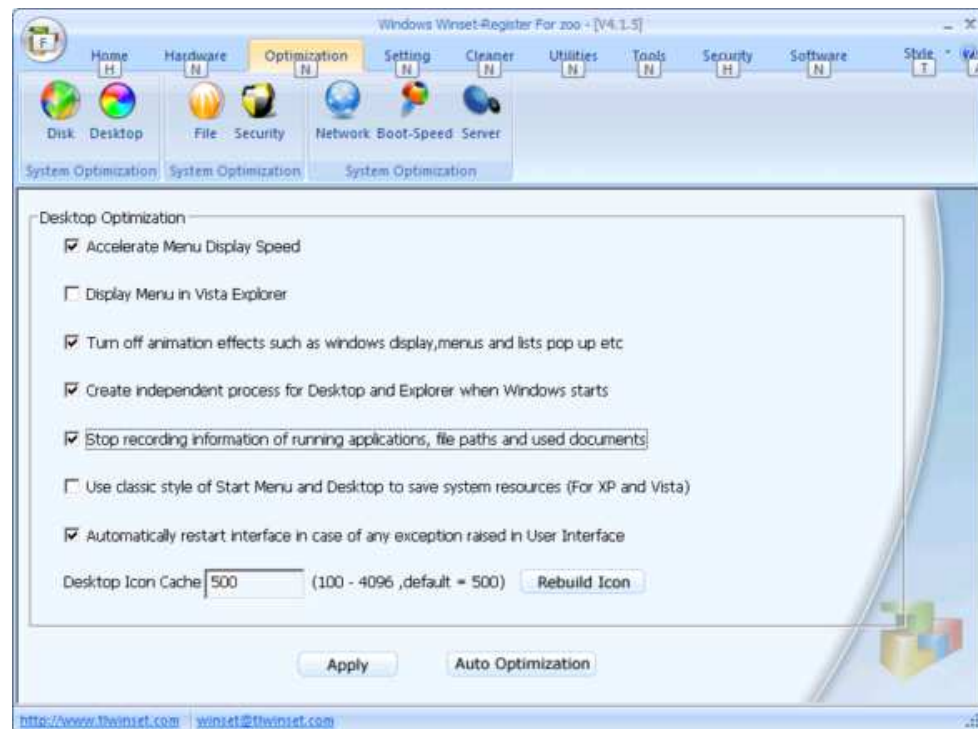 Windows Winset-Register For zoo - [V4.1.5]
F
Home Hardware Optimization Setting Cleaner Utilities Tools Security Software Style
H N N N N N N H N T
Disk Desktop File Security Network Boot-Speed Server
System Optimization System Optimization System Optimization
Desktop Optimization
Accelerate Menu Display Speed
Display Menu in Vista Explorer
Turn off animation effects such as windows display,menus and lists pop up etc
Create independent process for Desktop and Explorer when Windows starts
Stop recording information of running applications, file paths and used documents
Use classic style of Start Menu and Desktop to save system resources (For XP and Vista)
Automatically restart interface in case of any exception raised in User Interface
Desktop Icon Cache 500 (100 - 4096 ,default = 500) Rebuild Icon
Apply Auto Optimization
http://www.tlwinset.com winset@tlwinset.com